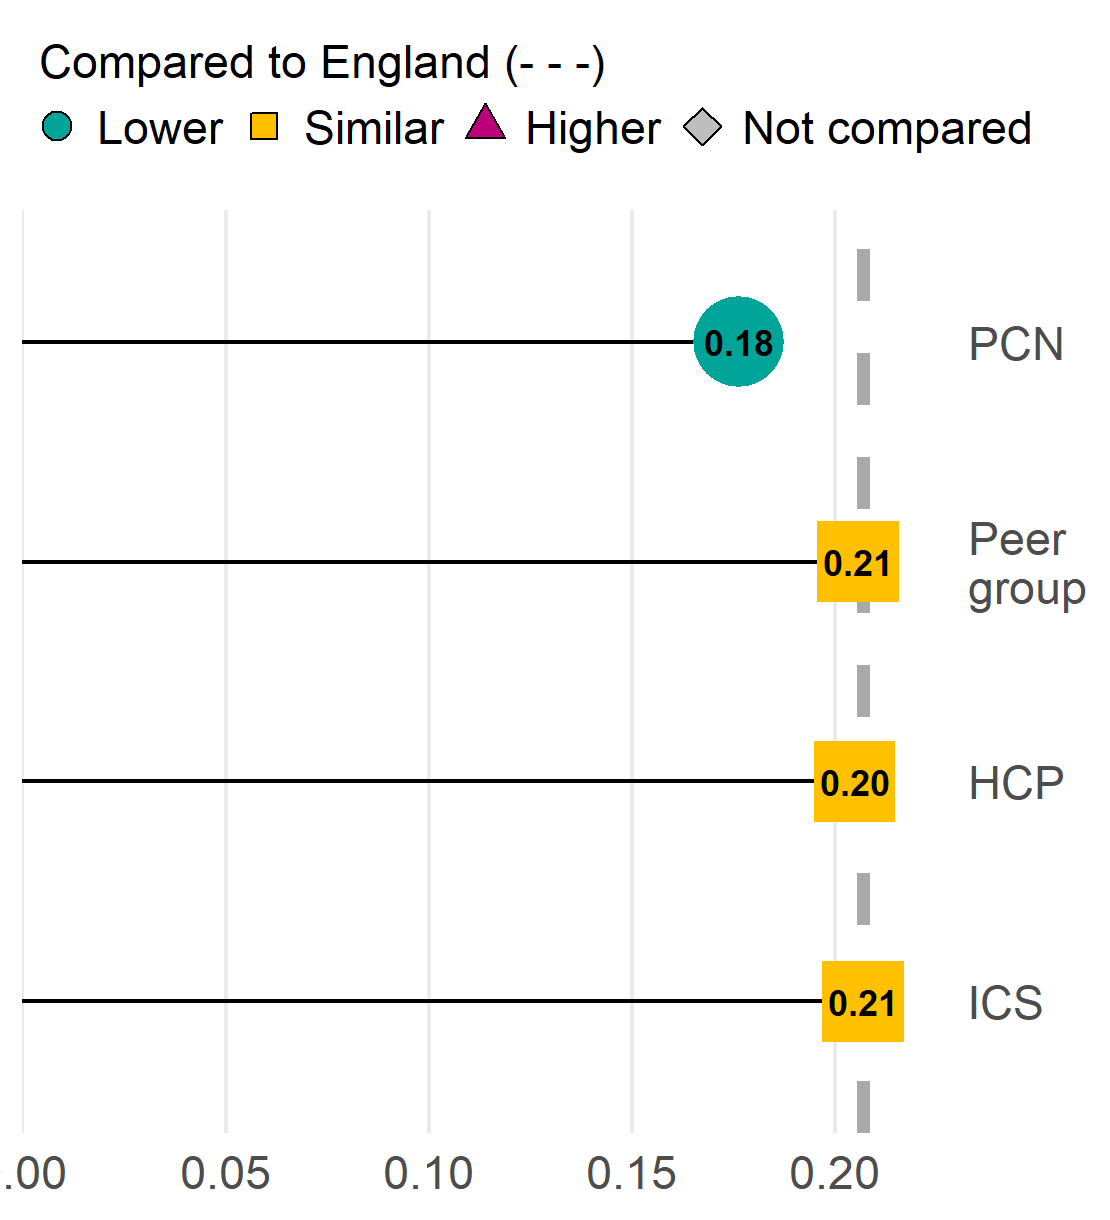 Compared to England (- - -)
Lower Similar Higher Not compared
0.18 PCN
Peer
0.21 group
0.20 HCP
0.21 ICS
.00 0.05 0.10 0.15 0.20